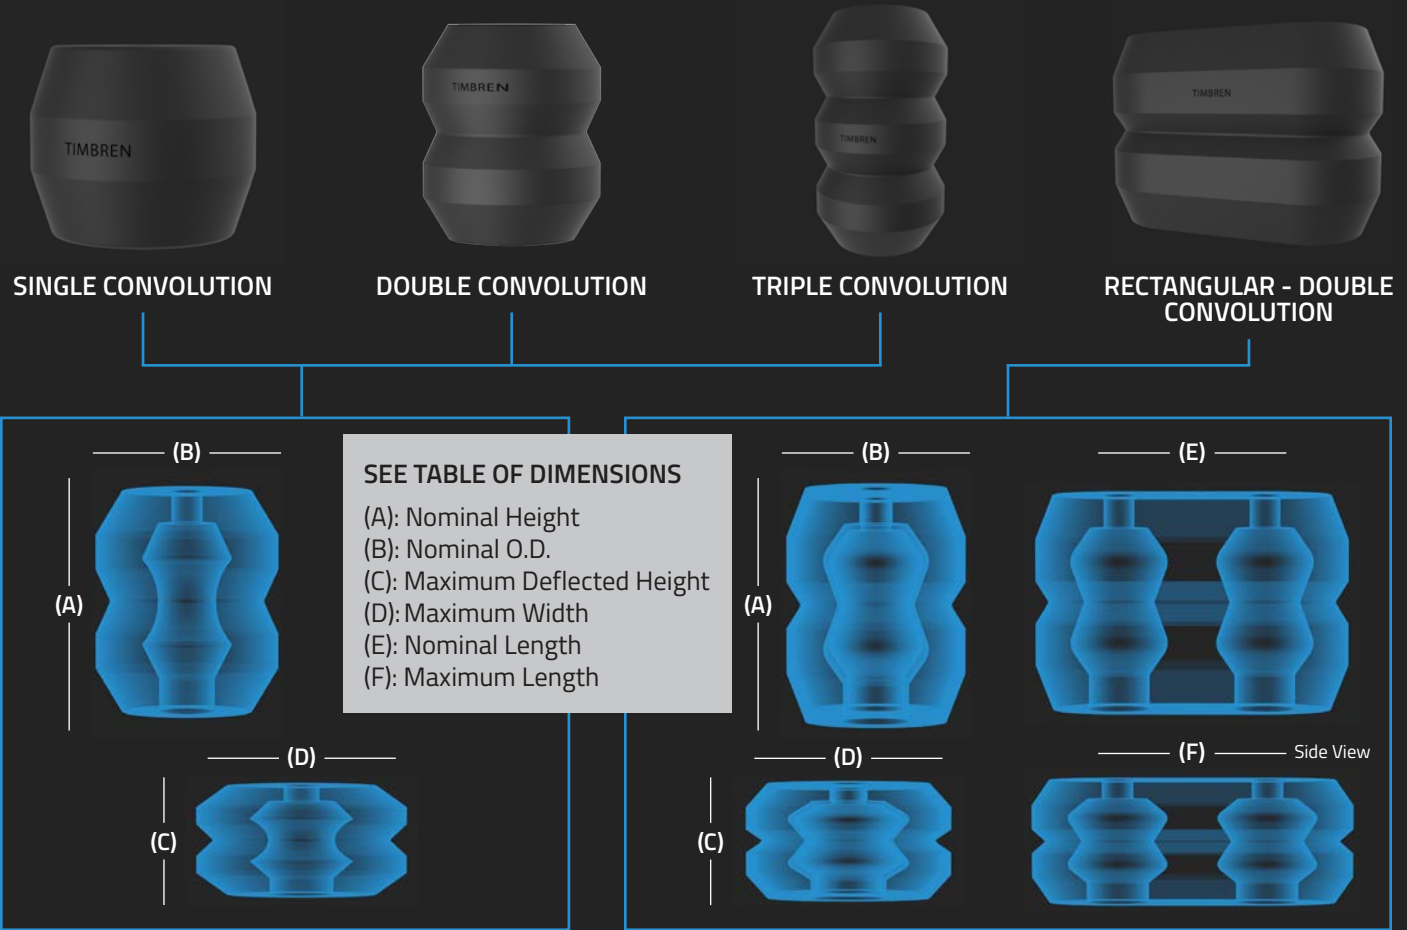 TIMBREN
TIMBREN
TIMBREN
TIMBREN
SINGLE CONVOLUTION
DOUBLE CONVOLUTION
TRIPLE CONVOLUTION
RECTANGULAR - DOUBLE
CONVOLUTION
(B)
(A)
(D)
(C)
SEE TABLE OF DIMENSIONS
(A): Nominal Height
(B): Nominal O.D.
(C): Maximum Deflected Height
(D): Maximum Width
(E): Nominal Length
(F): Maximum Length
(B)
(E)
(A)
(D)
(F)
Side View
(C)